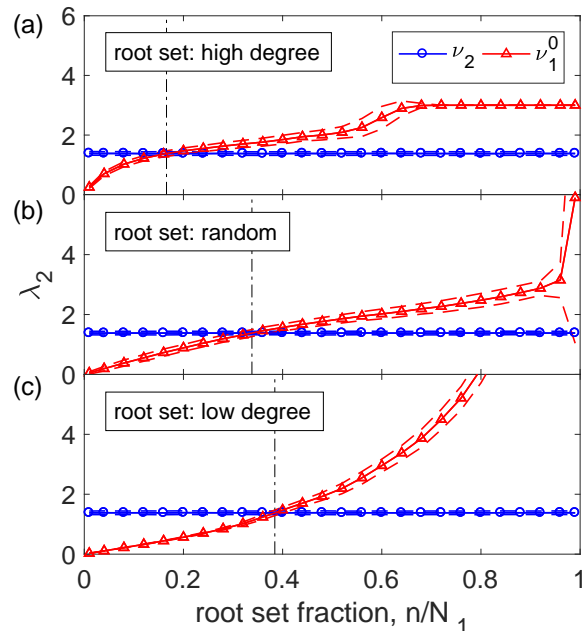 (a)
6
4
2
0
root set: high degree
ν₂ ν₁⁰
(b)
4
2
0
root set: random
λ₂
(c)
4
2
0
root set: low degree
0 0.2 0.4 0.6 0.8 1
root set fraction, n/N₁